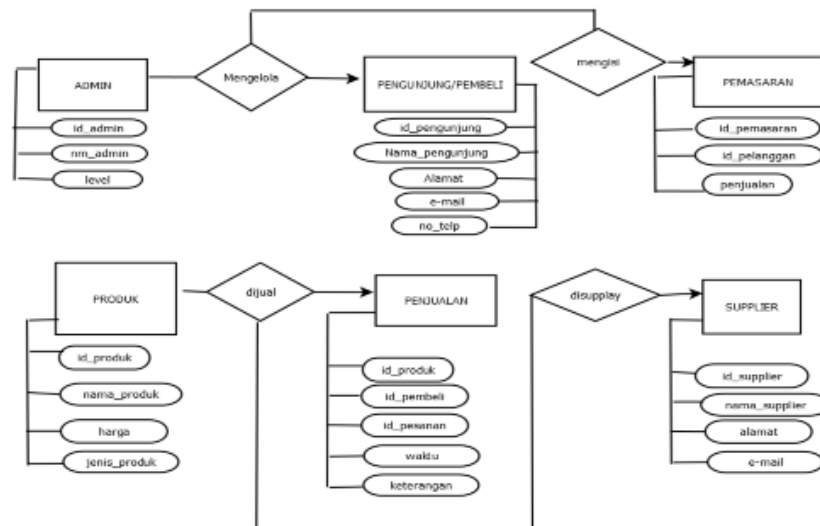 ADMIN
id_admin
nm_admin
level
Mengelola
PENGUNJUNG/PEMBELI
id_pengunjung
Nama_pengunjung
Alamat
e-mail
no_telp
mengisi
PEMASARAN
id_pemasaran
id_pelanggan
penjualan
PRODUK
id_produk
nama_produk
harga
jenis_produk
dijual
PENJUALAN
id_produk
id_pembeli
id_pesanan
waktu
keterangan
disupplay
SUPPLIER
id_supplier
nama_supplier
alamat
e-mail